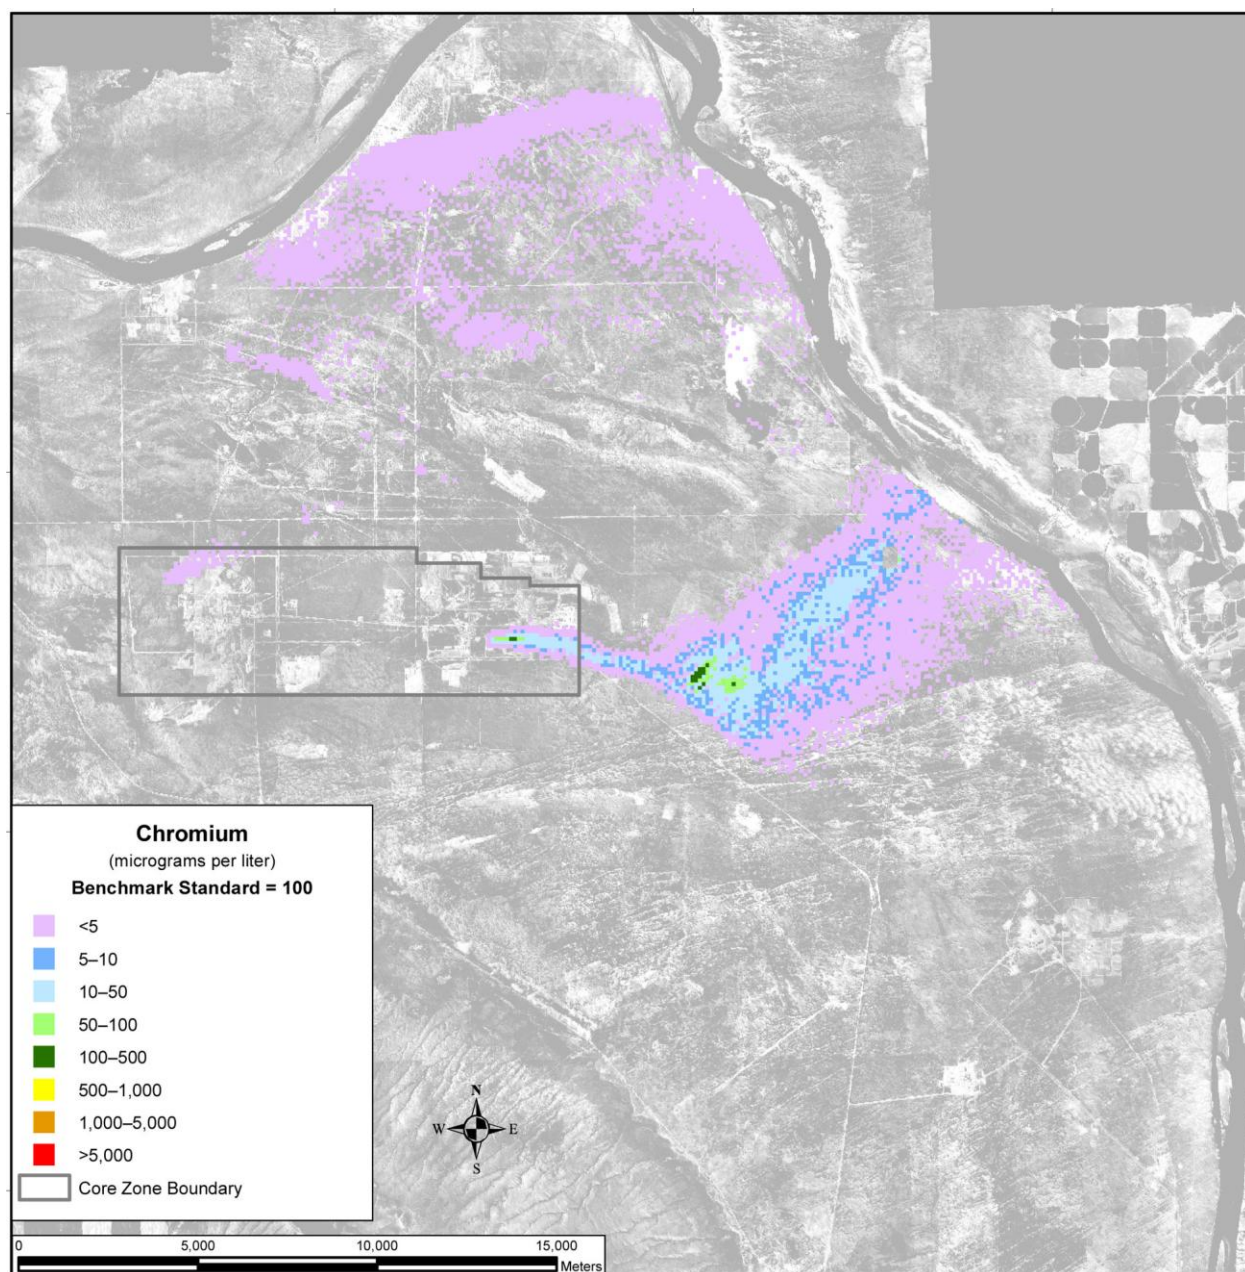 Chromium
(micrograms per liter)
Benchmark Standard = 100
<5
5–10
10–50
50–100
100–500
500–1,000
1,000–5,000
>5,000
Core Zone Boundary
N
W E
S
0 5,000 10,000 15,000
Meters